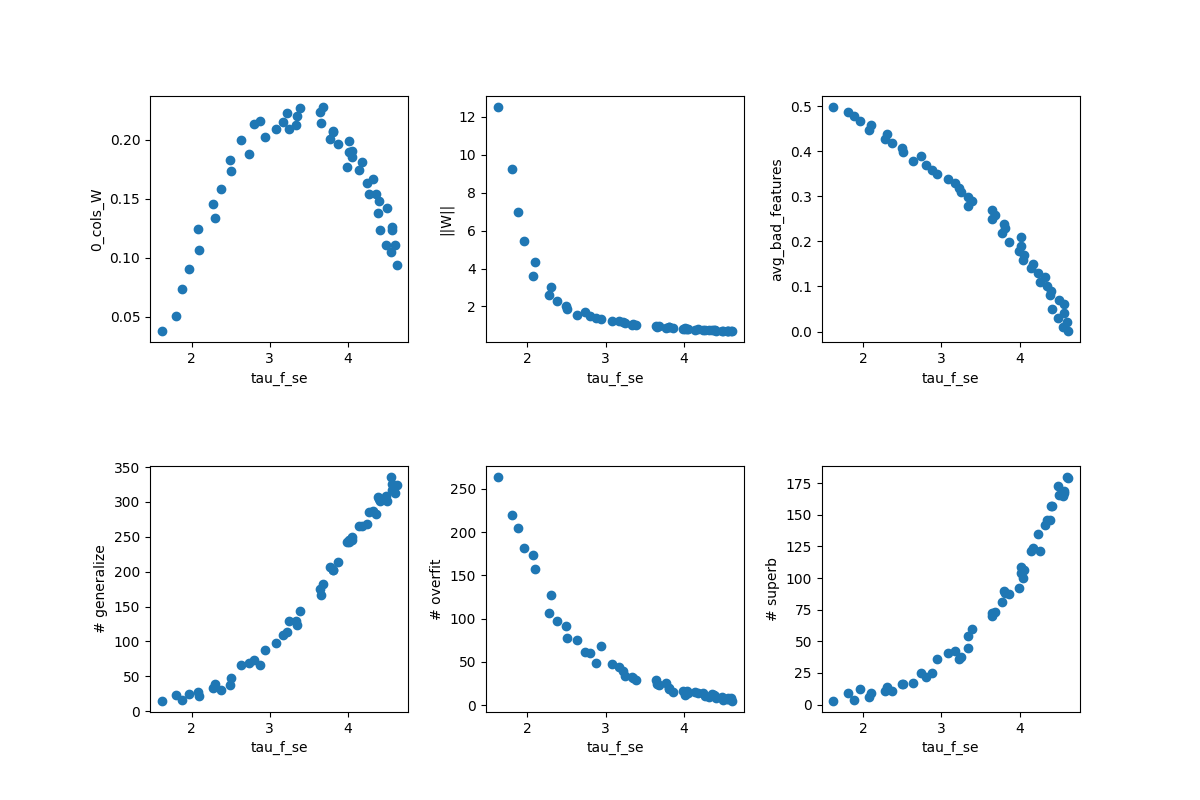 0_cols_W
0.20
0.15
0.10
0.05
2 3 4
tau_f_se
||W||
12
10
8
6
4
2
2 3 4
tau_f_se
avg_bad_features
0.5
0.4
0.3
0.2
0.1
0.0
2 3 4
tau_f_se
# generalize
350
300
250
200
150
100
50
0
2 3 4
tau_f_se
# overfit
250
200
150
100
50
0
2 3 4
tau_f_se
# superb
175
150
125
100
75
50
25
0
2 3 4
tau_f_se